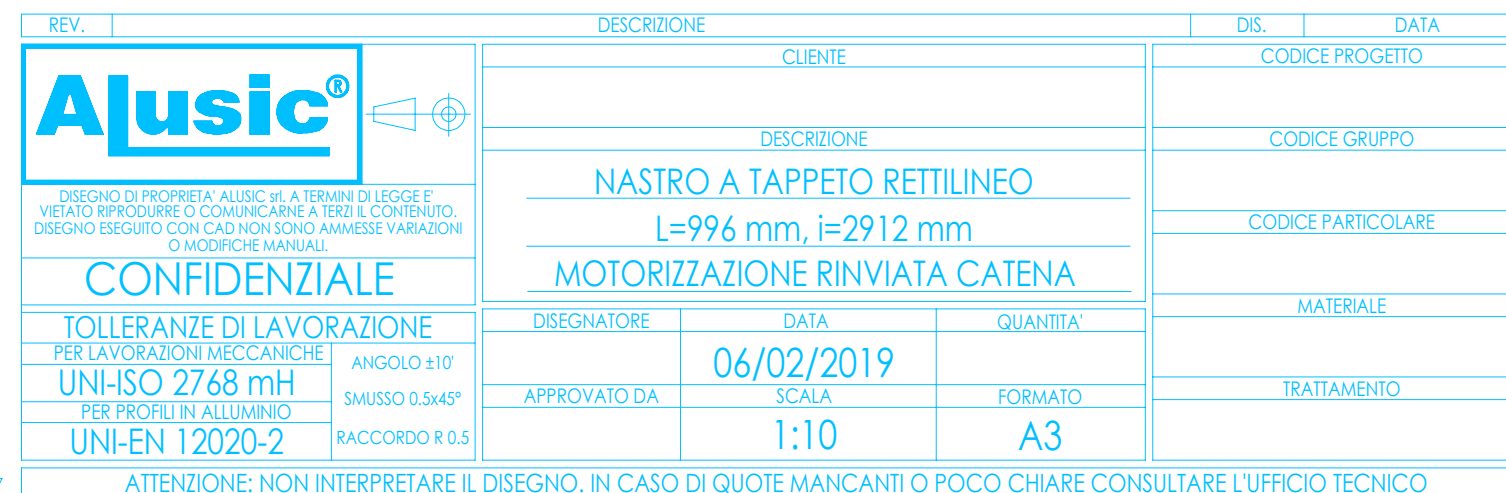 REV. DESCRIZIONE DIS. DATA
ALusic®
DISEGNO DI PROPRIETA' ALUSIC srl. A TERMINI DI LEGGE E'
VIETATO RIPRODURRE O COMUNICARNE A TERZI IL CONTENUTO.
DISEGNO ESEGUITO CON CAD NON SONO AMMESSE VARIAZIONI
O MODIFICHE MANUALI.
CONFIDENZIALE
TOLLERANZE DI LAVORAZIONE
PER LAVORAZIONI MECCANICHE
UNI-ISO 2768 mH
PER PROFILI IN ALLUMINIO
UNI-EN 12020-2
ANGOLO ±10'
SMUSSO 0.5x45°
RACCORDO R 0.5
CLIENTE
DESCRIZIONE
NASTRO A TAPPETO RETTILINEO
L=996 mm, i=2912 mm
MOTORIZZAZIONE RINVIATA CATENA
DISEGNATORE DATA QUANTITA'
06/02/2019
APPROVATO DA SCALA FORMATO
1:10 A3
CODICE PROGETTO
CODICE GRUPPO
CODICE PARTICOLARE
MATERIALE
TRATTAMENTO
ATTENZIONE: NON INTERPRETARE IL DISEGNO. IN CASO DI QUOTE MANCANTI O POCO CHIARE CONSULTARE L'UFFICIO TECNICO